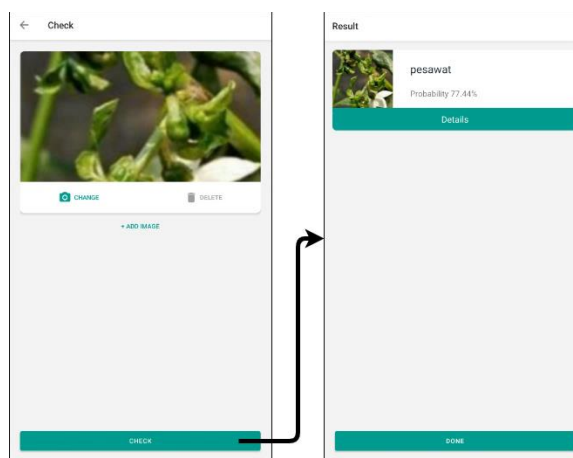 Check
CHANGE
DELETE
+ ADD IMAGE
CHECK
Result
pesawat
Probability 77.44%
Details
DONE